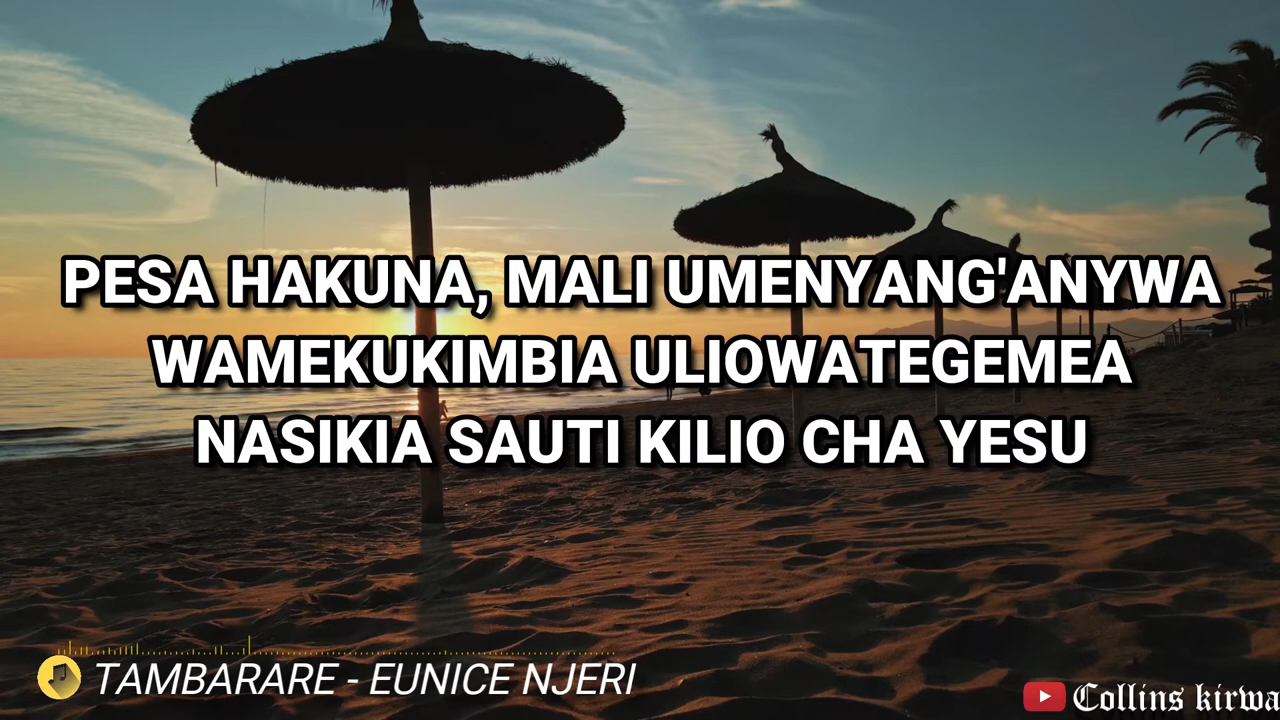 PESA HAKUNA, MALI UMENYANG'ANYWA
WAMEKUKIMBIA ULIOWATEGEMEA
NASIKIA SAUTI KILIO CHA YESU
TAMBARARE - EUNICE NJERI
Collins kirwa